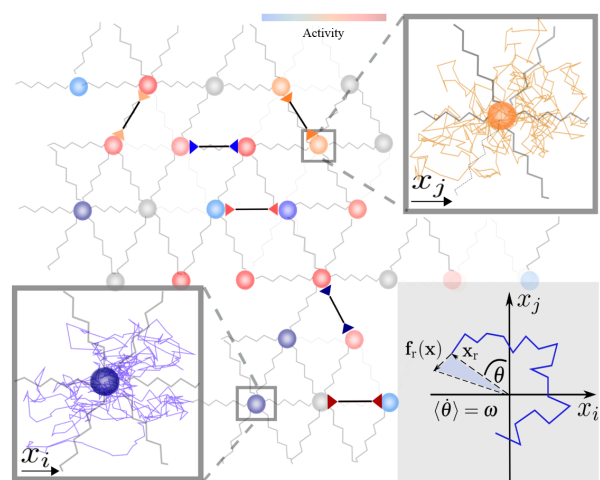 Activity
x_j
x_i
x_j
f_r(x)
x_r
θ
⟨θ̇⟩ = ω
x_i